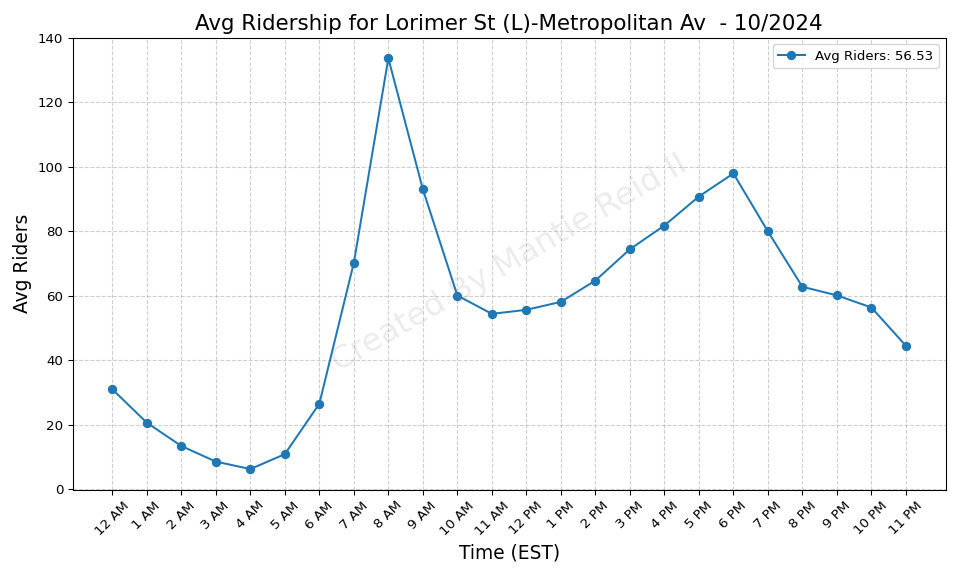 Avg Ridership for Lorimer St (L)-Metropolitan Av - 10/2024
Avg Riders: 56.53
Avg Riders
140
120
100
80
60
40
20
0
Created By Mantle Reid II
12 AM
1 AM
2 AM
3 AM
4 AM
5 AM
6 AM
7 AM
8 AM
9 AM
10 AM
11 AM
12 PM
1 PM
2 PM
3 PM
4 PM
5 PM
6 PM
7 PM
8 PM
9 PM
10 PM
11 PM
Time (EST)